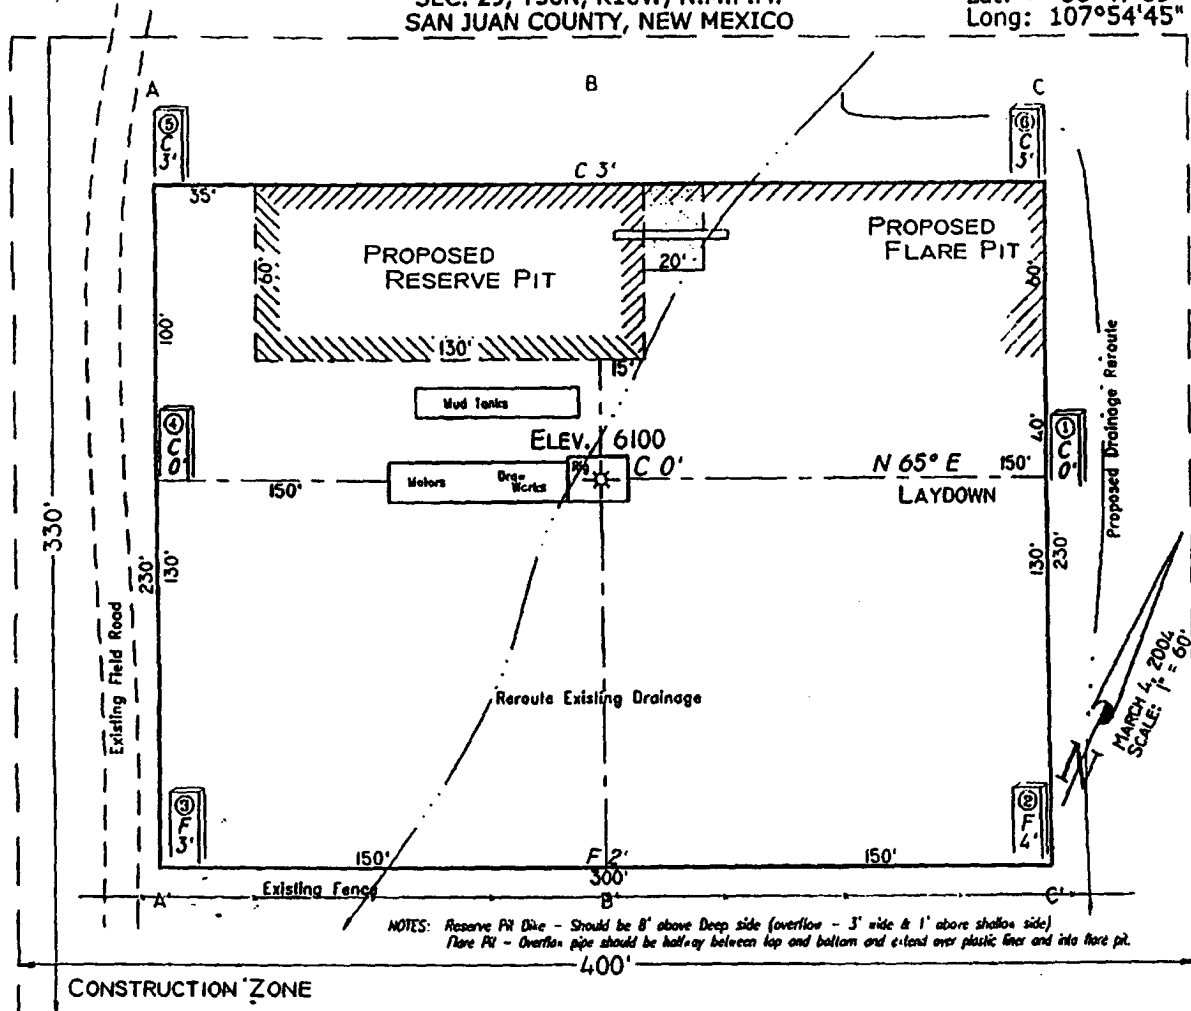 SAN JUAN COUNTY, NEW MEXICO
Long: 107°54'45"
A
B
C
⑤
C
3'
⑥
C
3'
C 3'
35'
PROPOSED
RESERVE PIT
60'
20'
PROPOSED
FLARE PIT
60'
100'
130'
15'
Mud Tanks
④
C
0'
①
C
0'
40'
ELEV. 6100
Rig
C 0'
N 65° E
150'
LAYDOWN
Motors
Draw
Works
150'
Proposed Drainage Reroute
330'
230'
130'
130'
230'
Existing Field Road
Reroute Existing Drainage
MARCH 4, 2004
SCALE: 1" = 60'
N
③
F
3'
②
F
4'
150'
F 2'
150'
300'
Existing Fence
A'
B'
C'
NOTES: Reserve Pit Dike - Should be 8' above Deep side (overflow - 3' wide & 1' above shallow side)
Flare Pit - Overflow pipe should be halfway between top and bottom and extend over plastic liner and into flare pit.
400'
CONSTRUCTION ZONE